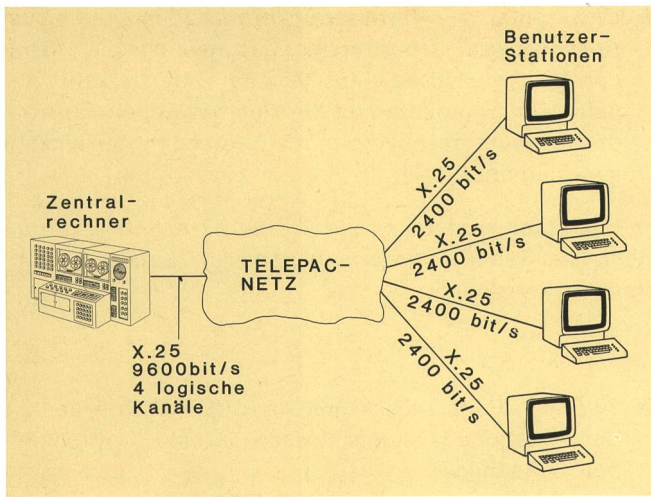 Benutzer-
Stationen
X.25
2400 bit/s
Zentral-
rechner
X.25
2400 bit/s
TELEPAC-
NETZ
X.25
2400 bit/s
X.25
9600bit/s
4 logische
Kanäle
X.25
2400 bit/s